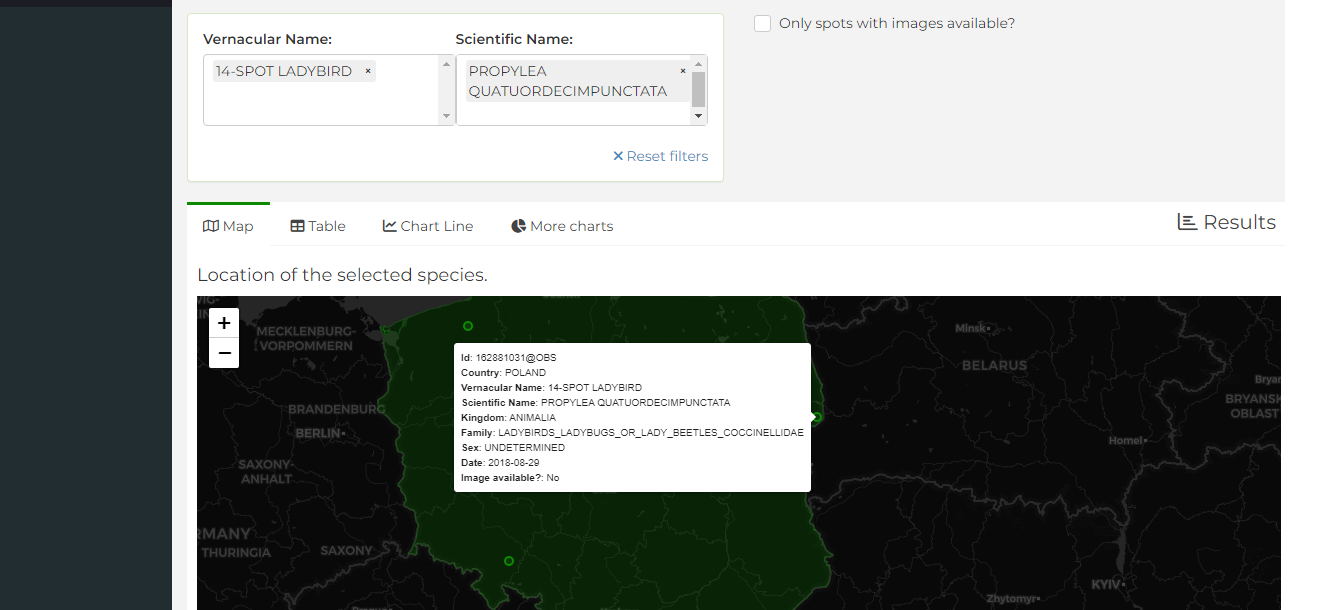 Vernacular Name:
Scientific Name:
Only spots with images available?
14-SPOT LADYBIRD ×
PROPYLEA ×
QUATUORDECIMPUNCTATA
× Reset filters
Map
Table
Chart Line
More charts
Results
Location of the selected species.
+
−
MECKLENBURG-
VORPOMMERN
Minsk
BELARUS
BRANDENBURG
BERLIN
SAXONY-
ANHALT
THURINGIA
SAXONY
BRYANSK
OBLAST
Homel
KYIV
Zhytomyr
Id: 162881031@OBS
Country: POLAND
Vernacular Name: 14-SPOT LADYBIRD
Scientific Name: PROPYLEA QUATUORDECIMPUNCTATA
Kingdom: ANIMALIA
Family: LADYBIRDS_LADYBUGS_OR_LADY_BEETLES_COCCINELLIDAE
Sex: UNDETERMINED
Date: 2018-08-29
Image available?: No